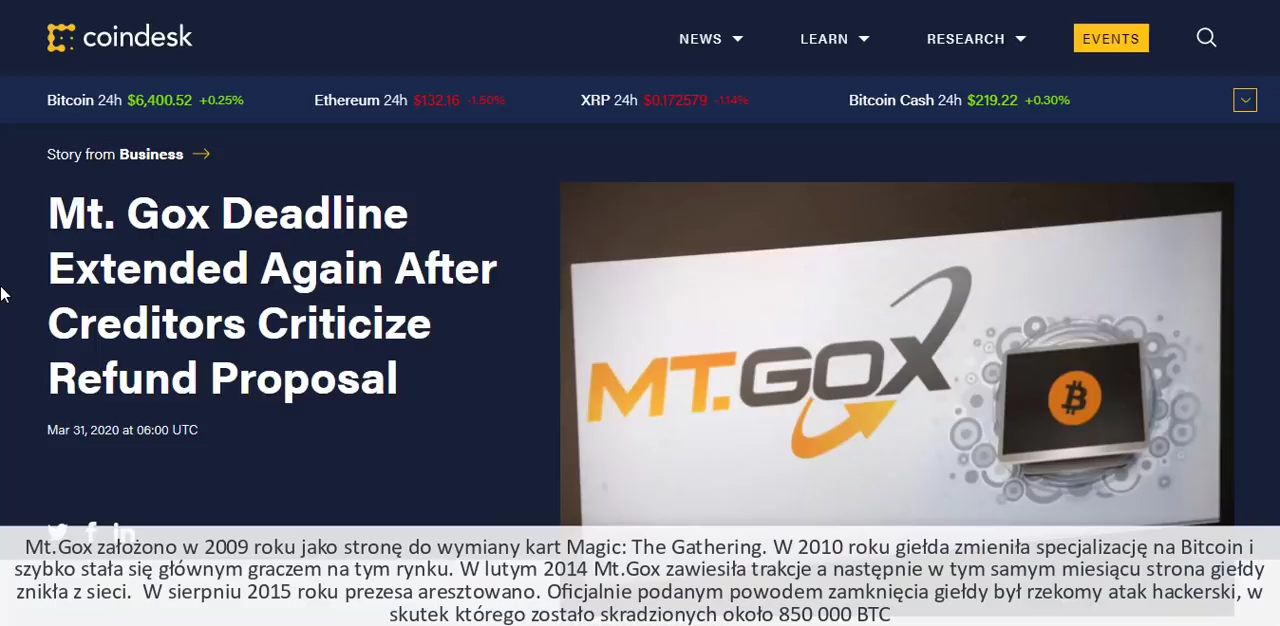 coindesk
NEWS LEARN RESEARCH EVENTS
Bitcoin 24h $6,400.52 +0.25% Ethereum 24h $132.16 -1.50% XRP 24h $0.172579 -1.14% Bitcoin Cash 24h $219.22 +0.30%
Story from Business
Mt. Gox Deadline
Extended Again After
Creditors Criticize
Refund Proposal
Mar 31, 2020 at 06:00 UTC
MT.GOX
Mt.Gox założono w 2009 roku jako stronę do wymiany kart Magic: The Gathering. W 2010 roku giełda zmieniła specjalizację na Bitcoin i
szybko stała się głównym graczem na tym rynku. W lutym 2014 Mt.Gox zawiesiła trakcje a następnie w tym samym miesiącu strona giełdy
znikła z sieci. W sierpniu 2015 roku prezesa aresztowano. Oficjalnie podanym powodem zamknięcia giełdy był rzekomy atak hackerski, w
skutek którego zostało skradzionych około 850 000 BTC